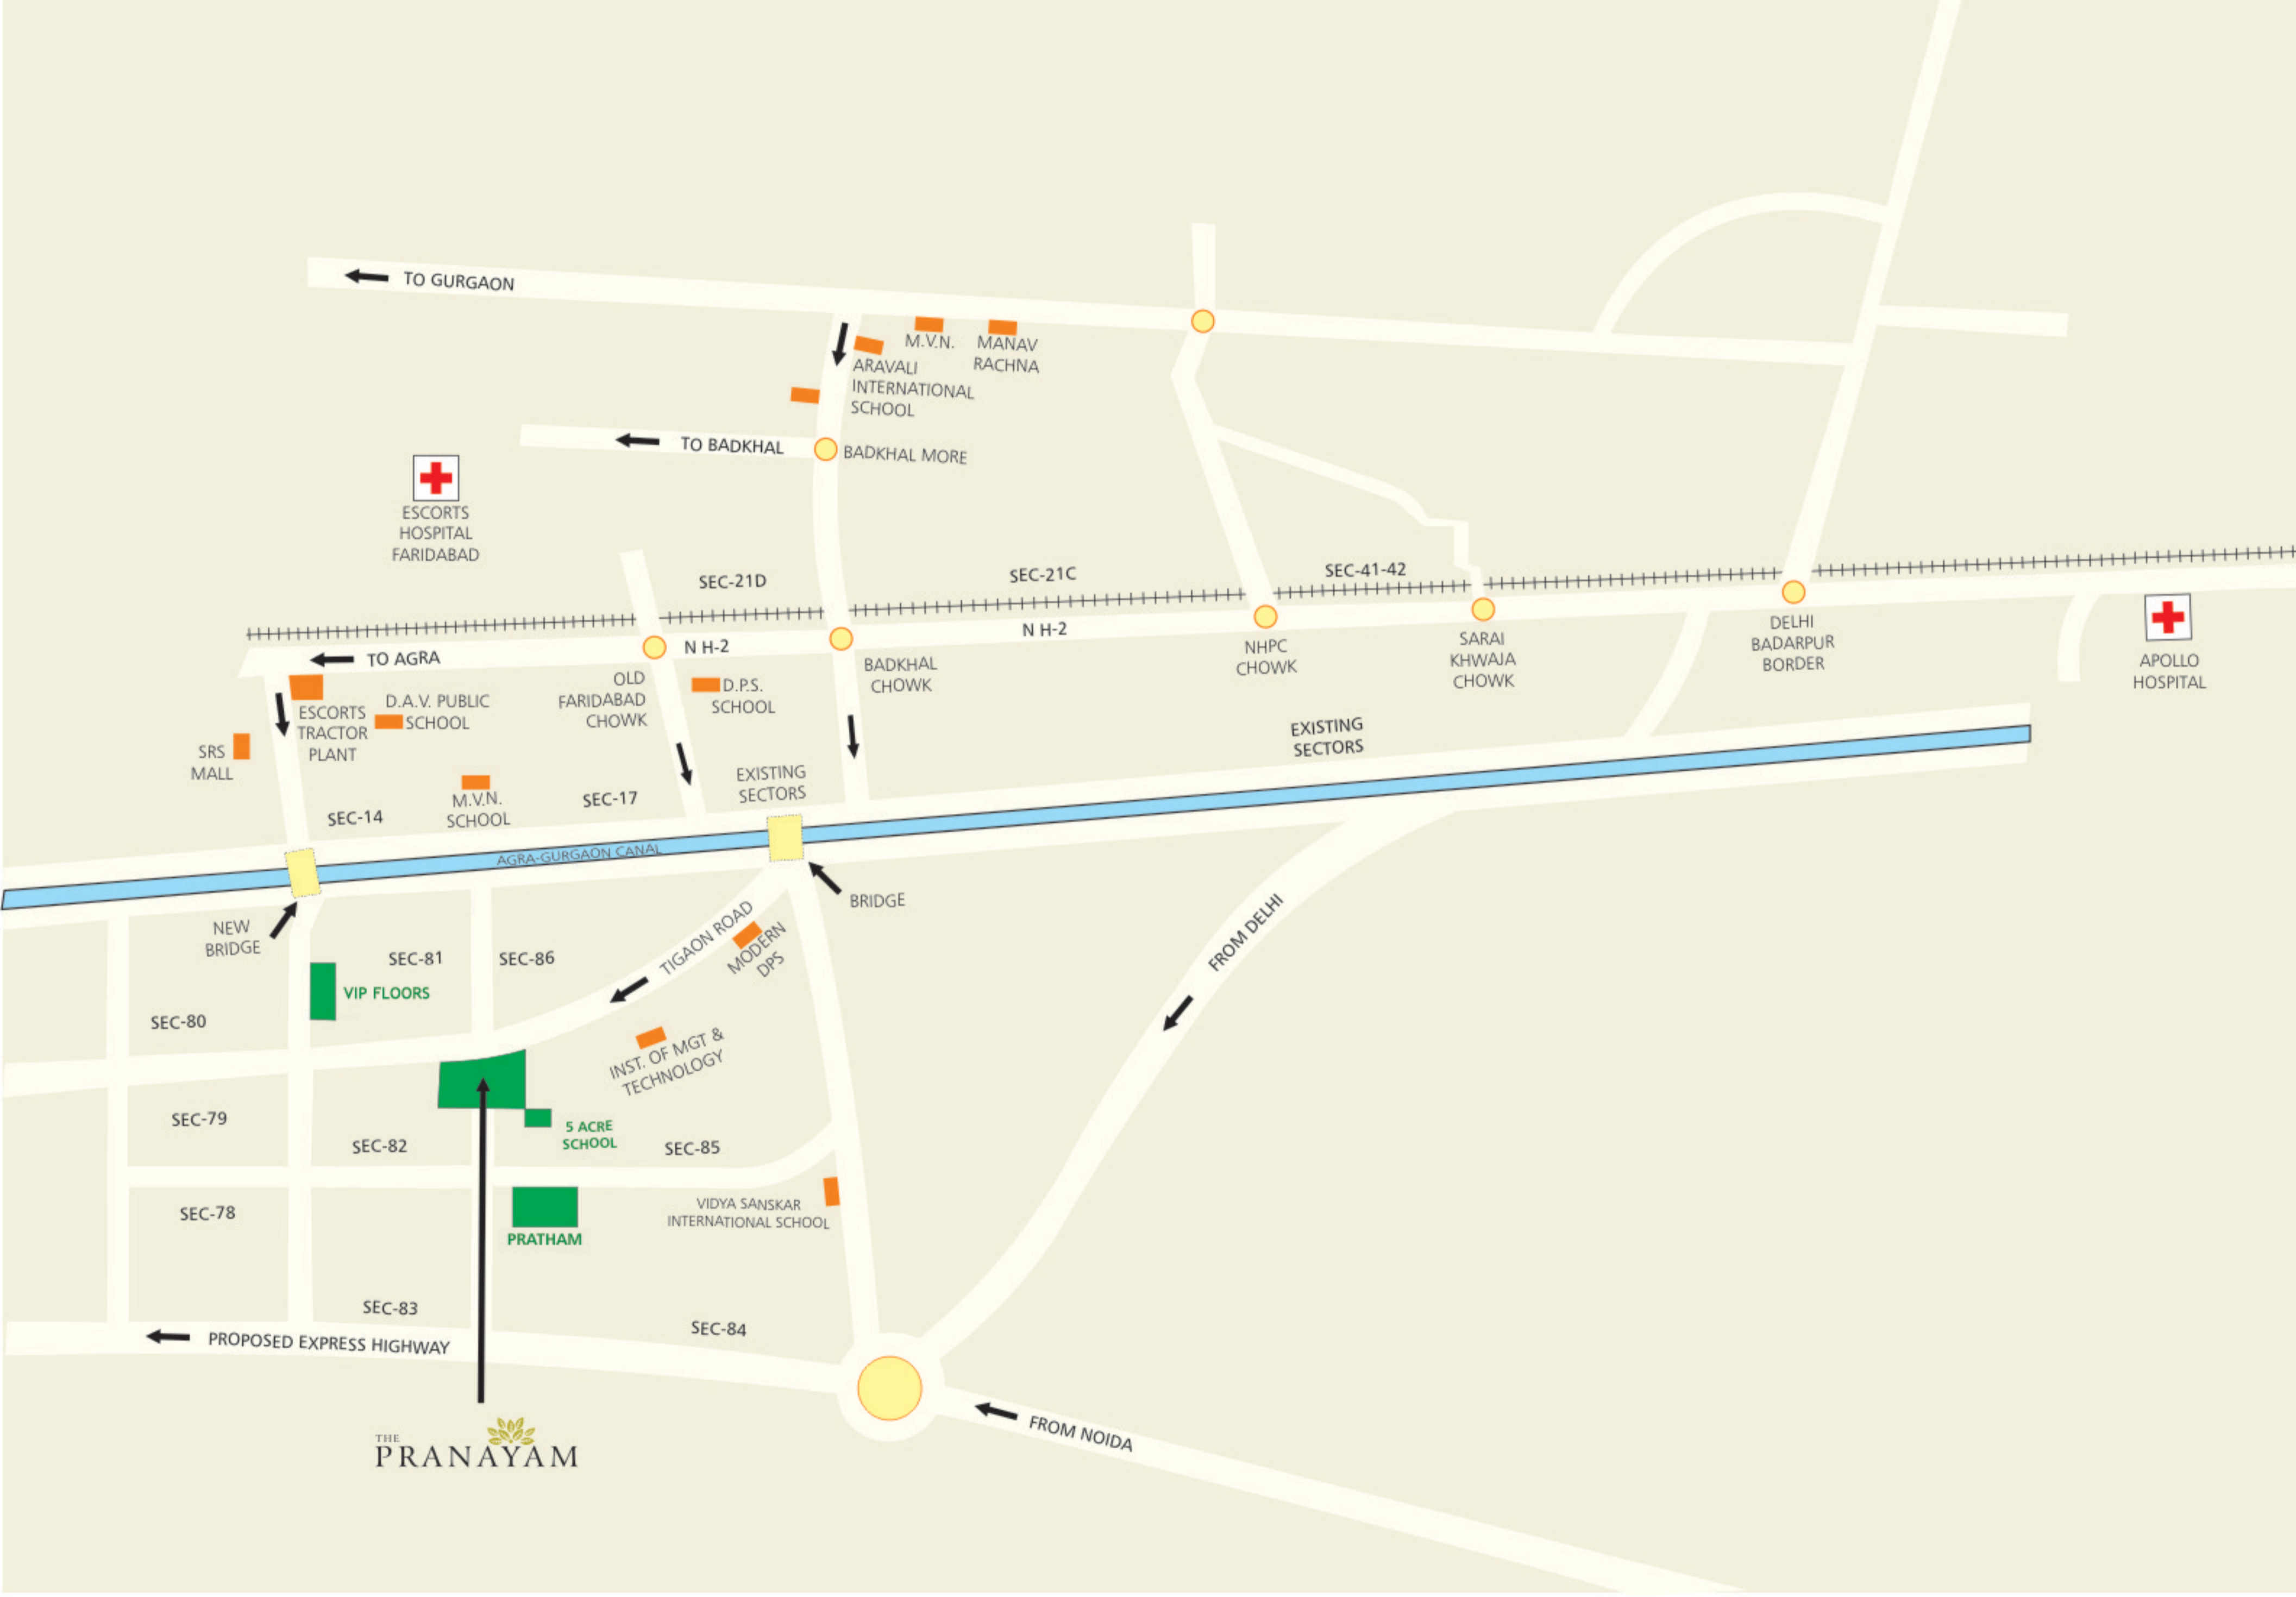 TO GURGAON
M.V.N.
MANAV
RACHNA
ARAVALI
INTERNATIONAL
SCHOOL
TO BADKHAL
BADKHAL MORE
ESCORTS
HOSPITAL
FARIDABAD
SEC-21D
SEC-21C
SEC-41-42
TO AGRA
N H-2
N H-2
NHPC
CHOWK
SARAI
KHWAJA
CHOWK
DELHI
BADARPUR
BORDER
APOLLO
HOSPITAL
OLD
FARIDABAD
CHOWK
D.P.S.
SCHOOL
BADKHAL
CHOWK
ESCORTS
TRACTOR
PLANT
D.A.V. PUBLIC
SCHOOL
SRS
MALL
M.V.N.
SCHOOL
SEC-14
SEC-17
EXISTING
SECTORS
EXISTING
SECTORS
AGRA-GURGAON CANAL
NEW
BRIDGE
BRIDGE
SEC-81
SEC-86
TIGAON ROAD
MODERN
DPS
FROM DELHI
VIP FLOORS
SEC-80
INST. OF MGT &
TECHNOLOGY
SEC-79
SEC-82
5 ACRE
SCHOOL
SEC-85
SEC-78
PRATHAM
VIDYA SANSKAR
INTERNATIONAL SCHOOL
SEC-83
SEC-84
PROPOSED EXPRESS HIGHWAY
FROM NOIDA
THE
PRANAYAM